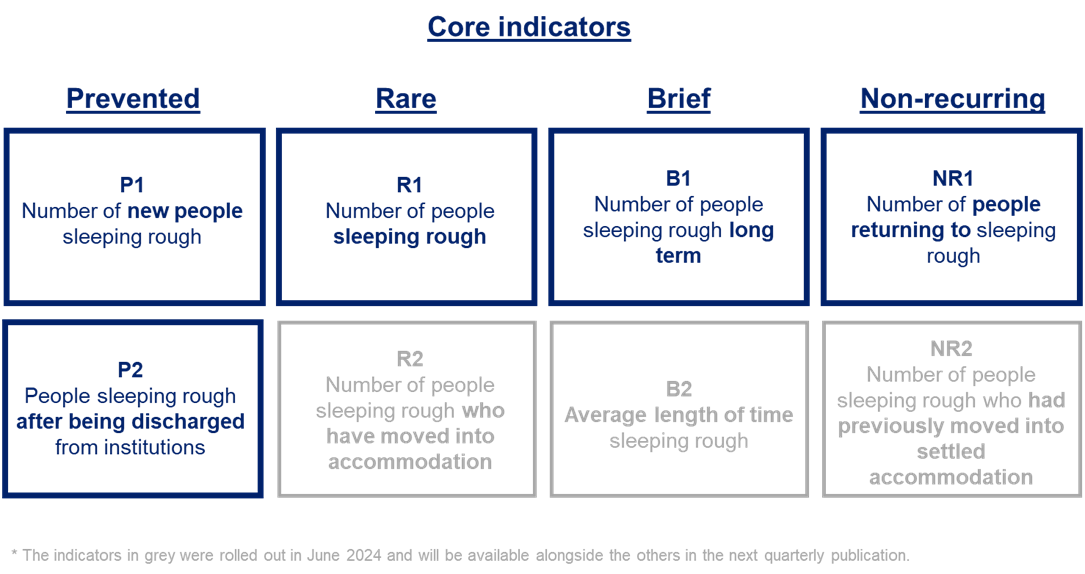 Core indicators
Prevented
Rare
Brief
Non-recurring
P1
Number of new people
sleeping rough
R1
Number of people
sleeping rough
B1
Number of people
sleeping rough long
term
NR1
Number of people
returning to sleeping
rough
P2
People sleeping rough
after being discharged
from institutions
R2
Number of people
sleeping rough who
have moved into
accommodation
B2
Average length of time
sleeping rough
NR2
Number of people
sleeping rough who had
previously moved into
settled
accommodation
* The indicators in grey were rolled out in June 2024 and will be available alongside the others in the next quarterly publication.